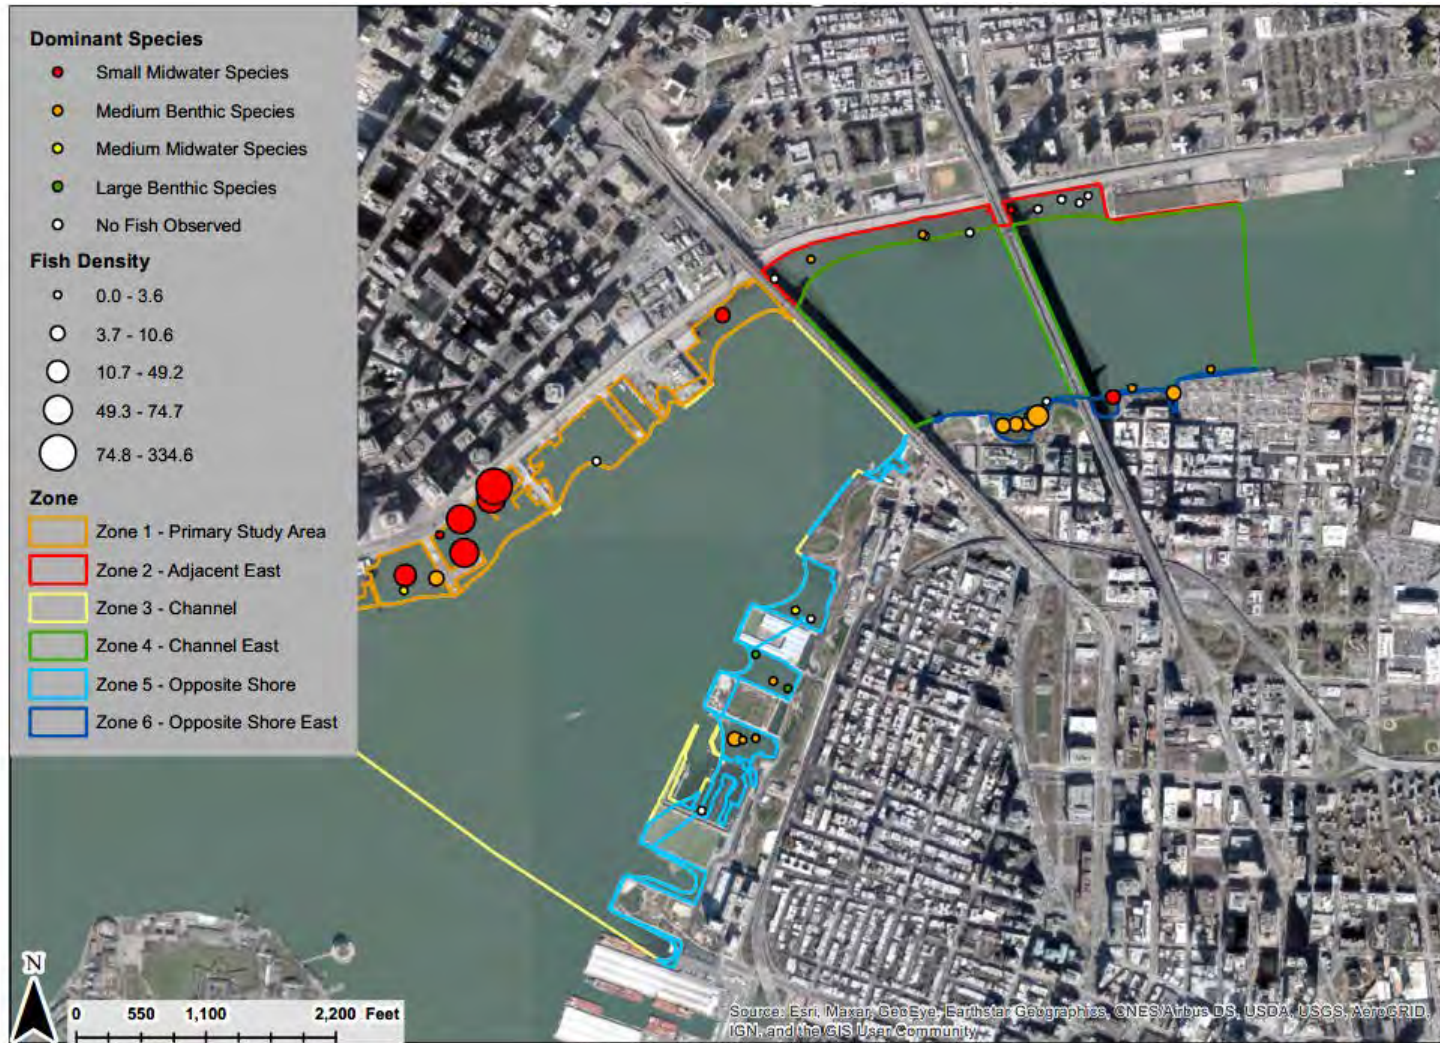 Dominant Species
Small Midwater Species
Medium Benthic Species
Medium Midwater Species
Large Benthic Species
No Fish Observed
Fish Density
0.0 - 3.6
3.7 - 10.6
10.7 - 49.2
49.3 - 74.7
74.8 - 334.6
Zone
Zone 1 - Primary Study Area
Zone 2 - Adjacent East
Zone 3 - Channel
Zone 4 - Channel East
Zone 5 - Opposite Shore
Zone 6 - Opposite Shore East
N
0 550 1,100 2,200 Feet
Source: Esri, Maxar, GeoEye, Earthstar Geographics, CNES/Airbus DS, USDA, USGS, AeroGRID,
IGN, and the GIS User Community